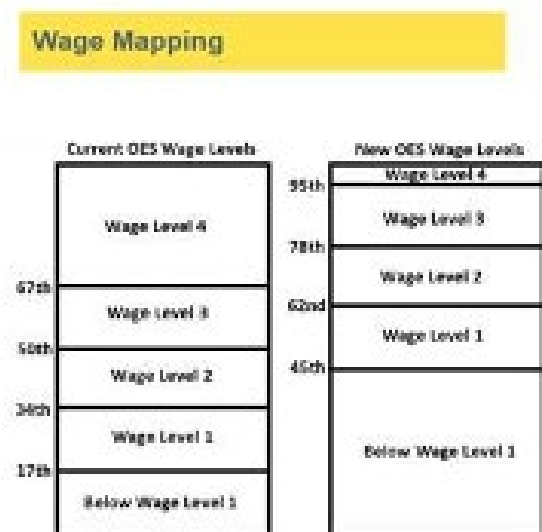 Wage Mapping
Current OES Wage Levels
Wage Level 4
67th
Wage Level 3
50th
Wage Level 2
34th
Wage Level 1
17th
Below Wage Level 1
New OES Wage Levels
Wage Level 4
95th
Wage Level 3
78th
Wage Level 2
62nd
Wage Level 1
45th
Below Wage Level 1